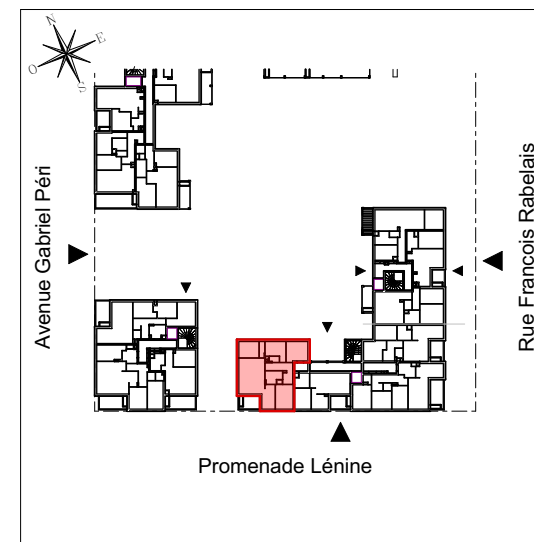 N
E
O
S
Avenue Gabriel Péri
Rue Francois Rabelais
Promenade Lénine